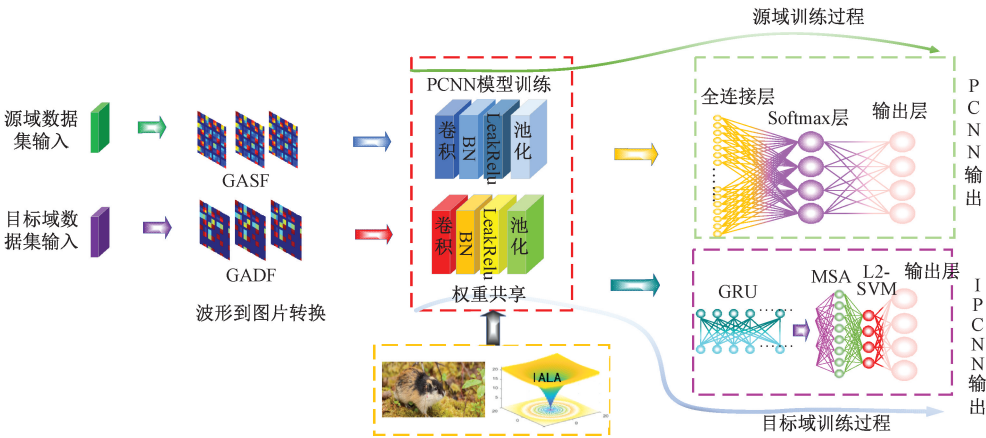 源域训练过程
源域数据
集输入
GASF
目标域数
据集输入
GADF
波形到图片转换
PCNN模型训练
卷积
BN
LeakRelu
池化
卷积
BN
LeakRelu
池化
权重共享
IALA
全连接层
Softmax层
输出层
PCNN输出
GRU
MSA
L2-
SVM
输出层
IPCNN输出
目标域训练过程